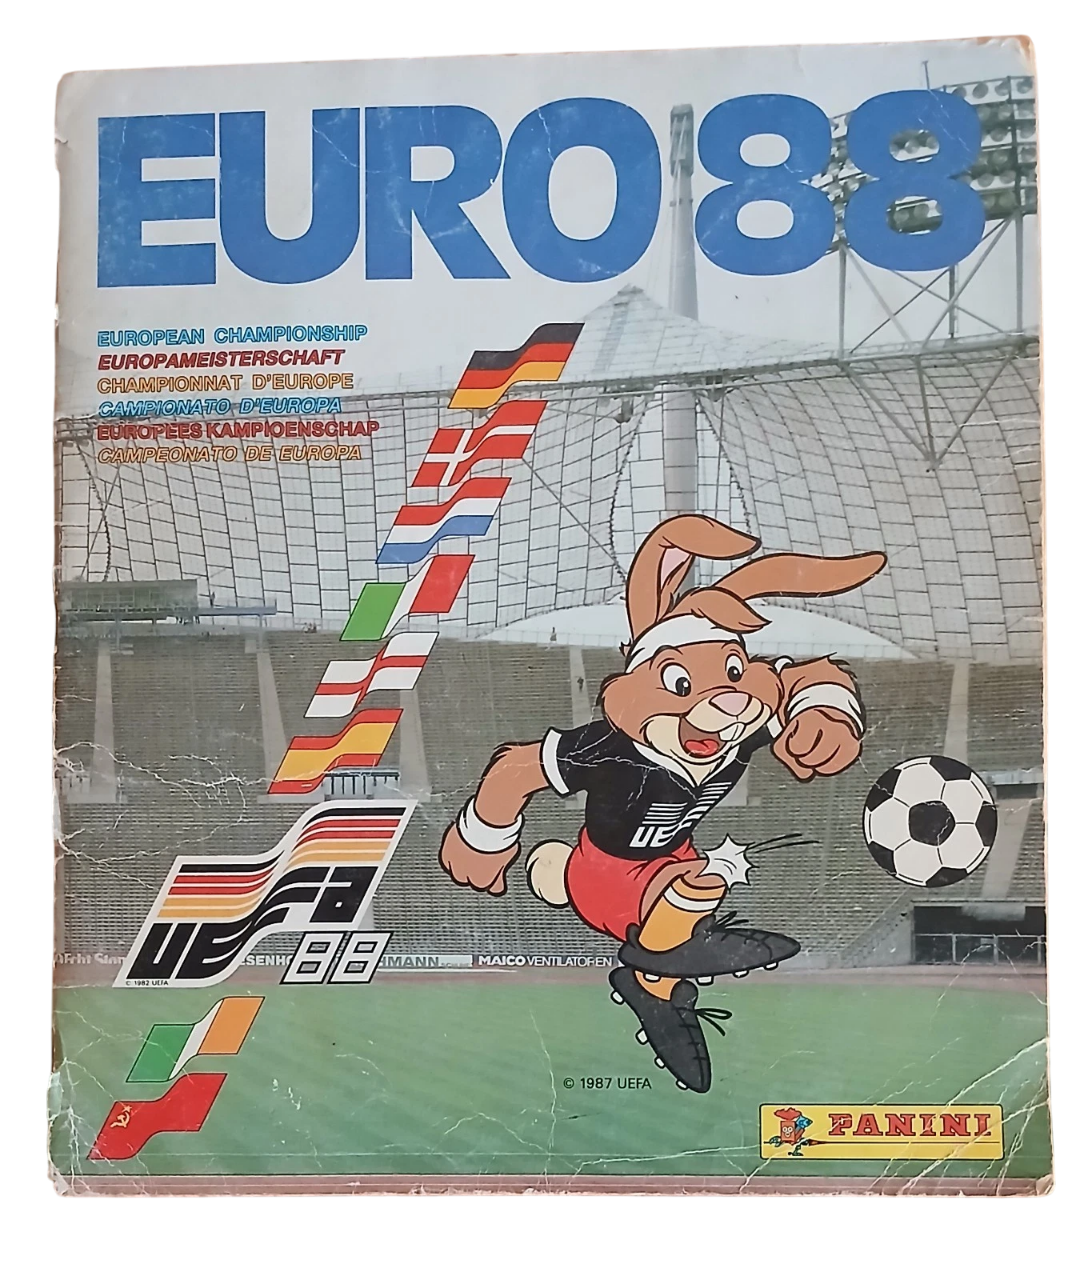 EURO 88
EUROPEAN CHAMPIONSHIP
EUROPAMEISTERSCHAFT
CHAMPIONNAT D'EUROPE
CAMPIONATO D'EUROPA
EUROPEES KAMPIOENSCHAP
CAMPEONATO DE EUROPA
UE
UEFA
88
© 1982 UEFA
MAICO VENTILATOREN
© 1987 UEFA
PANINI